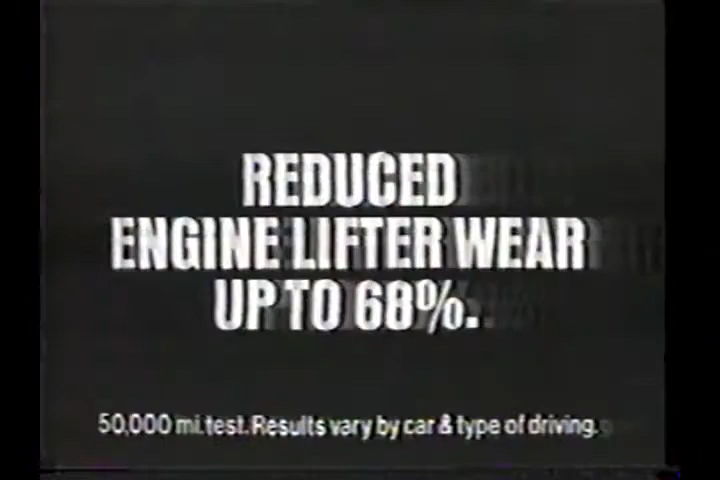 REDUCED
ENGINE LIFTER WEAR
UP TO 68%.
50,000 mi. test. Results vary by car & type of driving.